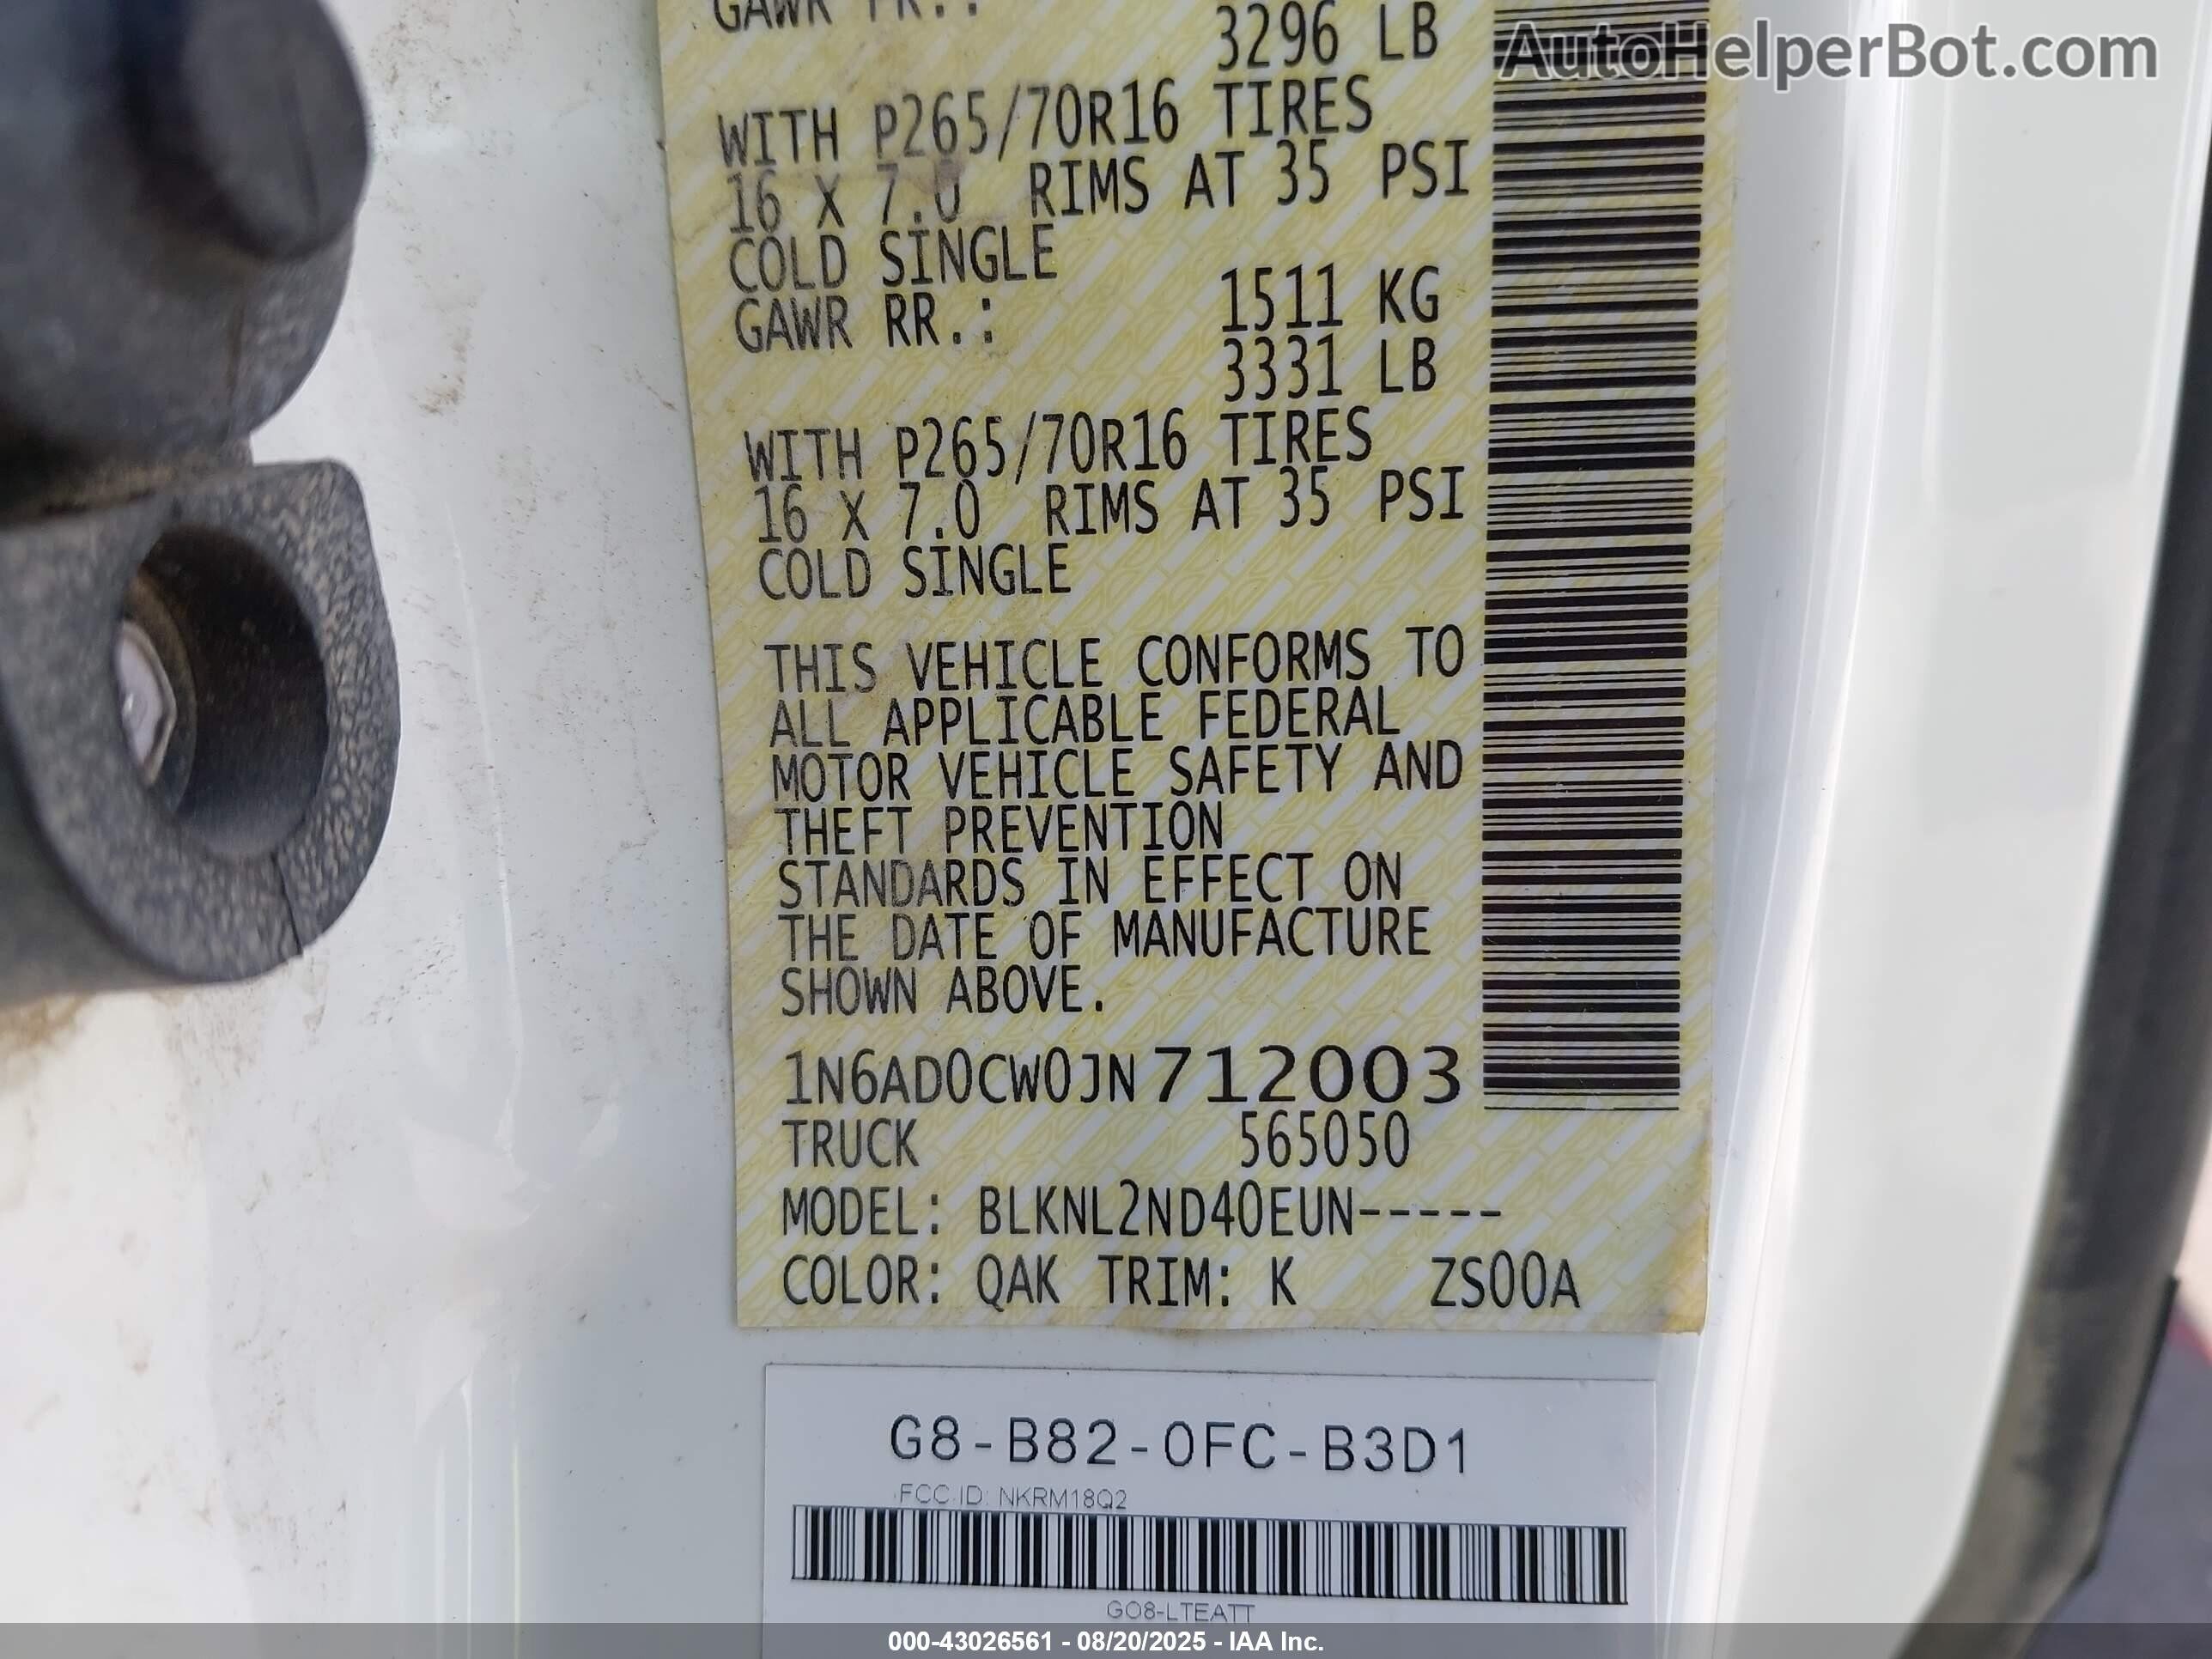 GAWR FR.:
3296 LB
AutoHelperBot.com
WITH P265/70R16 TIRES
16 X 7.0 RIMS AT 35 PSI
COLD SINGLE
GAWR RR.: 1511 KG
3331 LB
WITH P265/70R16 TIRES
16 X 7.0 RIMS AT 35 PSI
COLD SINGLE
THIS VEHICLE CONFORMS TO
ALL APPLICABLE FEDERAL
MOTOR VEHICLE SAFETY AND
THEFT PREVENTION
STANDARDS IN EFFECT ON
THE DATE OF MANUFACTURE
SHOWN ABOVE.
1N6AD0CW0JN712003
TRUCK 565050
MODEL: BLKNL2ND40EUN-----
COLOR: QAK TRIM: K ZS00A
G8-B82-0FC-B3D1
FCC ID: NKRM18Q2
GO8-LTEATT
000-43026561 - 08/20/2025 - IAA Inc.